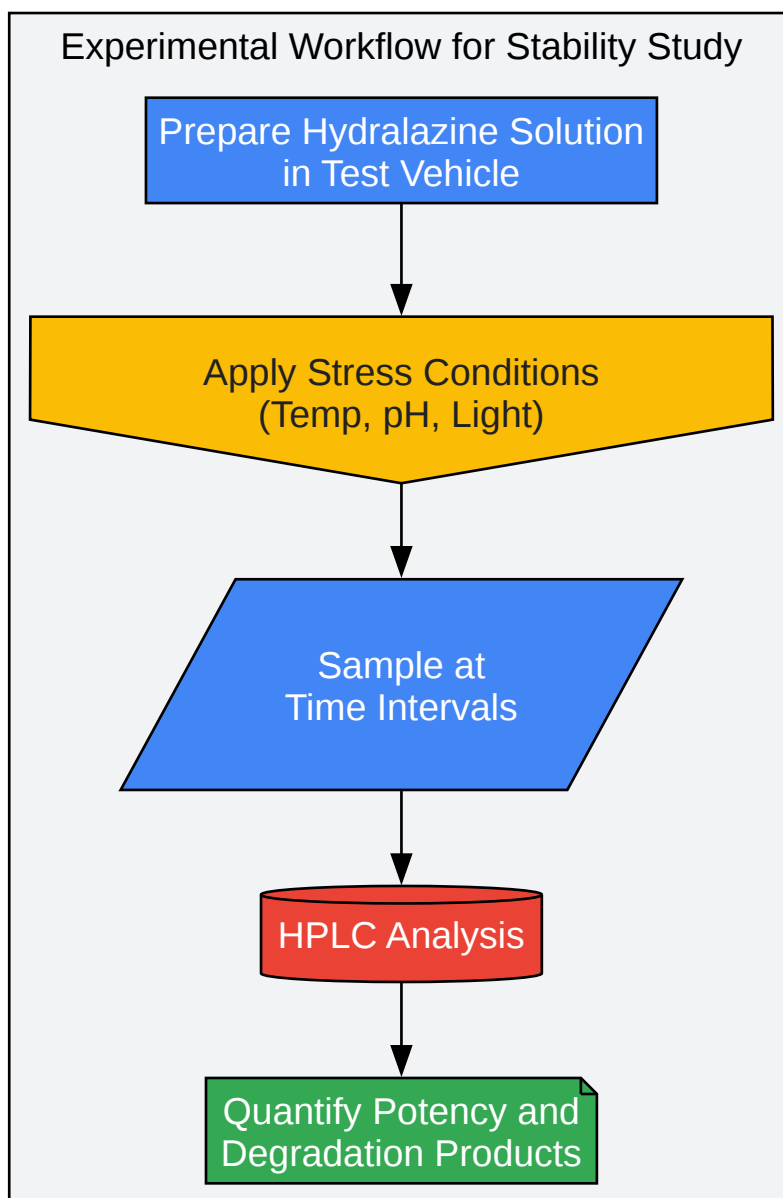 Experimental Workflow for Stability Study
Prepare Hydralazine Solution
in Test Vehicle
Apply Stress Conditions
(Temp, pH, Light)
Sample at
Time Intervals
HPLC Analysis
Quantify Potency and
Degradation Products